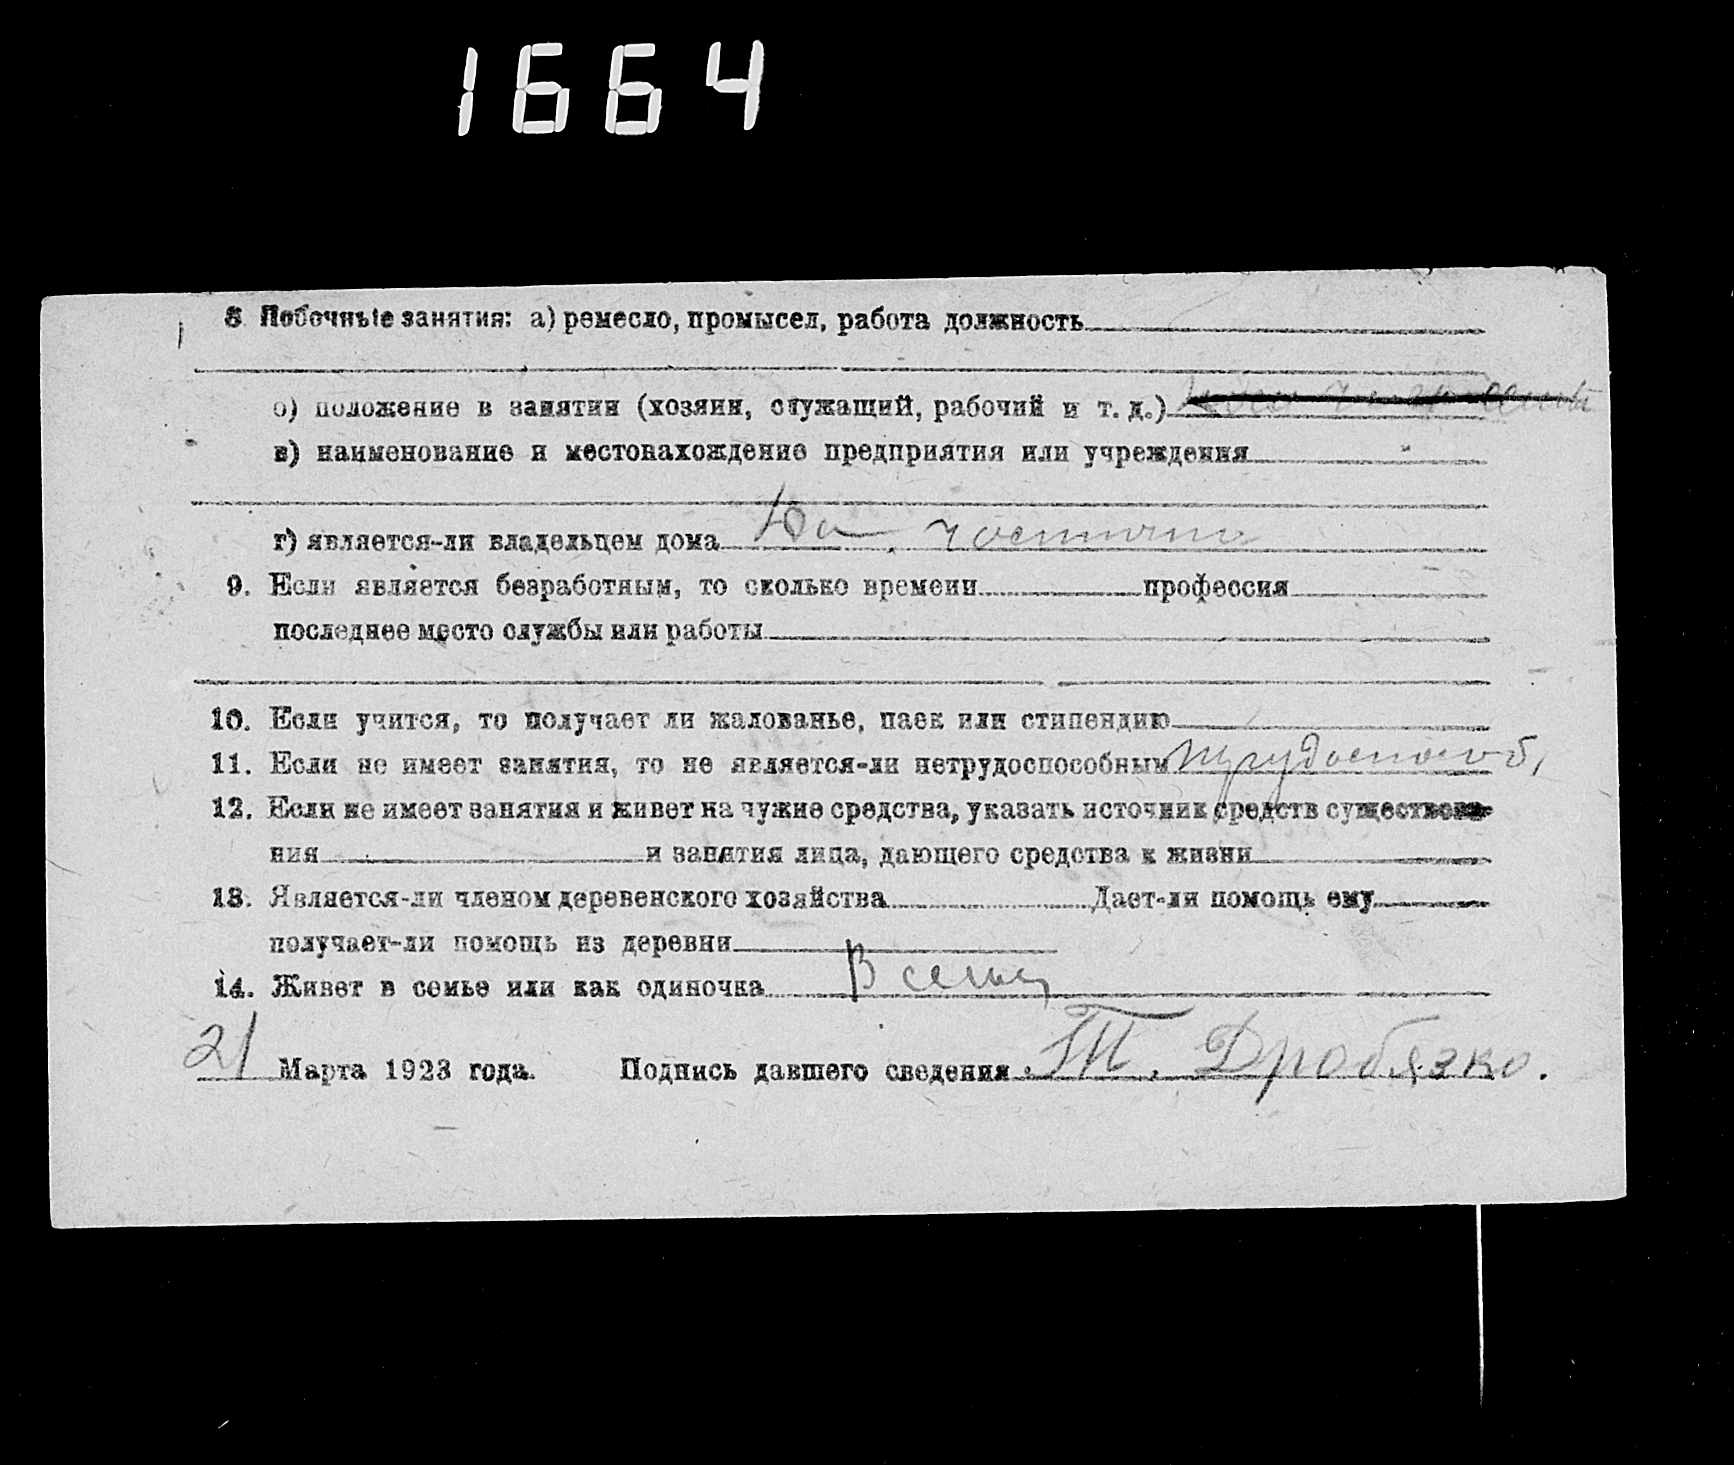 1664
8 Побочные занятия: а) ремесло, промысел, работа должность
б) положение в занятии (хозяин, служащий, рабочий и т. д.)
в) наименование и местонахождение предприятия или учреждения
г) является-ли владельцем дома Да, частично
9. Если является безработным, то сколько времени профессия
последнее место службы или работы
10. Если учится, то получает ли жалованье, паек или стипендию
11. Если не имеет занятия, то не является-ли нетрудоспособным трудоспособ,
12. Если не имеет занятия и живет на чужие средства, указать источник средств существова-
ния и занятия лица, дающего средства к жизни
13. Является-ли членом деревенского хозяйства Дает-ли помощь ему
получает-ли помощь из деревни
14. Живет в семье или как одиночка В семье
21 Марта 1923 года. Подпись давшего сведения: Т. Дробязко.